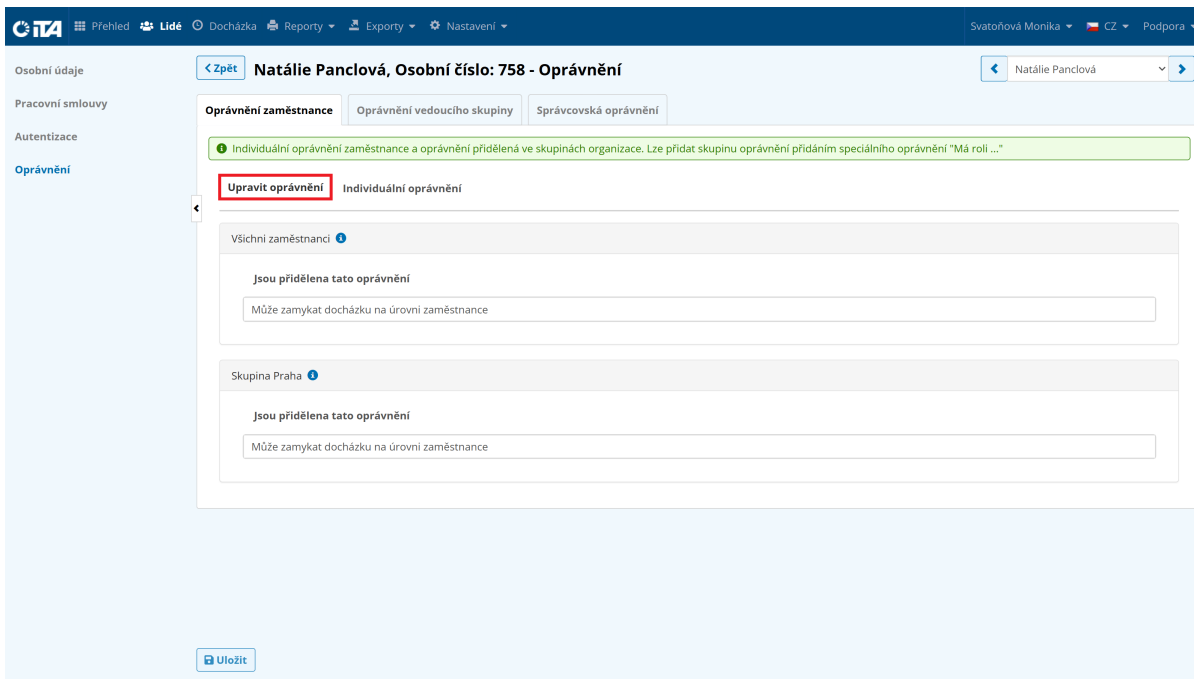 iTA Přehled Lidé Docházka Reporty Exporty Nastavení Svatoňová Monika CZ Podpora
Osobní údaje
Pracovní smlouvy
Autentizace
Oprávnění
Zpět Natálie Panclová, Osobní číslo: 758 - Oprávnění Natálie Panclová
Oprávnění zaměstnance Oprávnění vedoucího skupiny Správcovská oprávnění
Individuální oprávnění zaměstnance a oprávnění přidělená ve skupinách organizace. Lze přidat skupinu oprávnění přidáním speciálního oprávnění "Má roli ..."
Upravit oprávnění Individuální oprávnění
Všichni zaměstnanci
Jsou přidělena tato oprávnění
Může zamykat docházku na úrovni zaměstnance
Skupina Praha
Jsou přidělena tato oprávnění
Může zamykat docházku na úrovni zaměstnance
Uložit